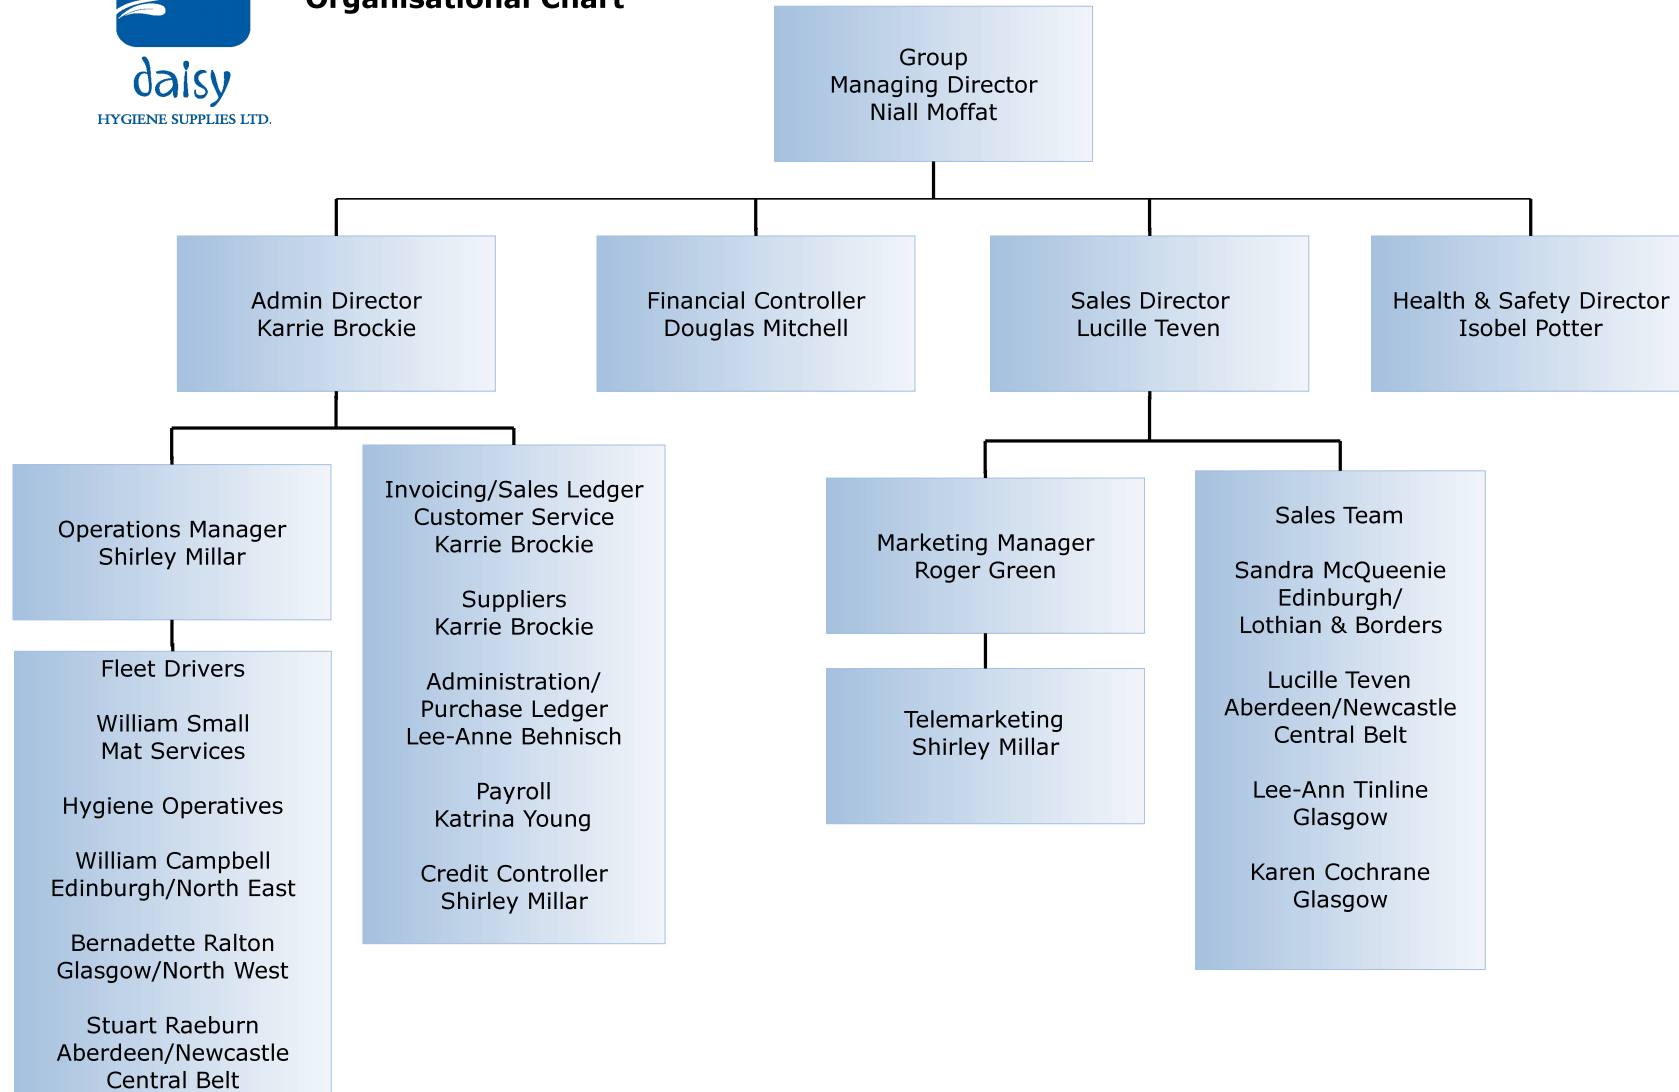 Organisational Chart
daisy
HYGIENE SUPPLIES LTD.
Group
Managing Director
Niall Moffat
Admin Director
Karrie Brockie
Financial Controller
Douglas Mitchell
Sales Director
Lucille Teven
Health & Safety Director
Isobel Potter
Operations Manager
Shirley Millar
Fleet Drivers
William Small
Mat Services
Hygiene Operatives
William Campbell
Edinburgh/North East
Bernadette Ralton
Glasgow/North West
Stuart Raeburn
Aberdeen/Newcastle
Central Belt
Invoicing/Sales Ledger
Customer Service
Karrie Brockie
Suppliers
Karrie Brockie
Administration/
Purchase Ledger
Lee-Anne Behnisch
Payroll
Katrina Young
Credit Controller
Shirley Millar
Marketing Manager
Roger Green
Telemarketing
Shirley Millar
Sales Team
Sandra McQueenie
Edinburgh/
Lothian & Borders
Lucille Teven
Aberdeen/Newcastle
Central Belt
Lee-Ann Tinline
Glasgow
Karen Cochrane
Glasgow